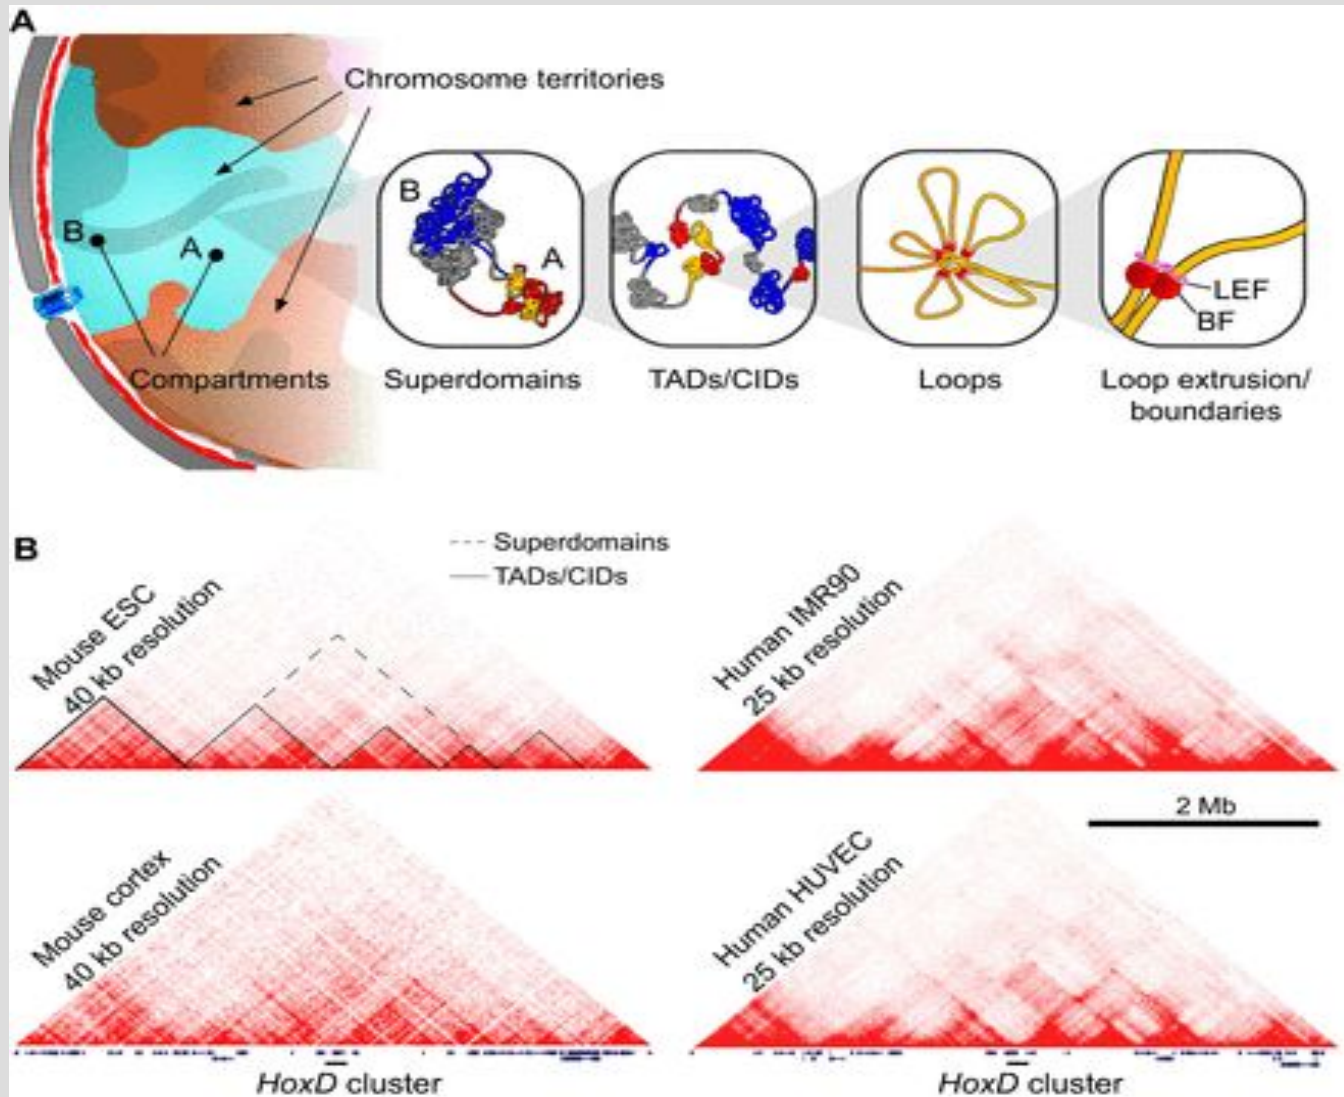 A
Chromosome territories
B
A
B
A
LEF
BF
Compartments
Superdomains
TADs/CIDs
Loops
Loop extrusion/
boundaries
B
Superdomains
TADs/CIDs
Mouse ESC
40 kb resolution
Human IMR90
25 kb resolution
2 Mb
Mouse cortex
40 kb resolution
Human HUVEC
25 kb resolution
HoxD cluster
HoxD cluster